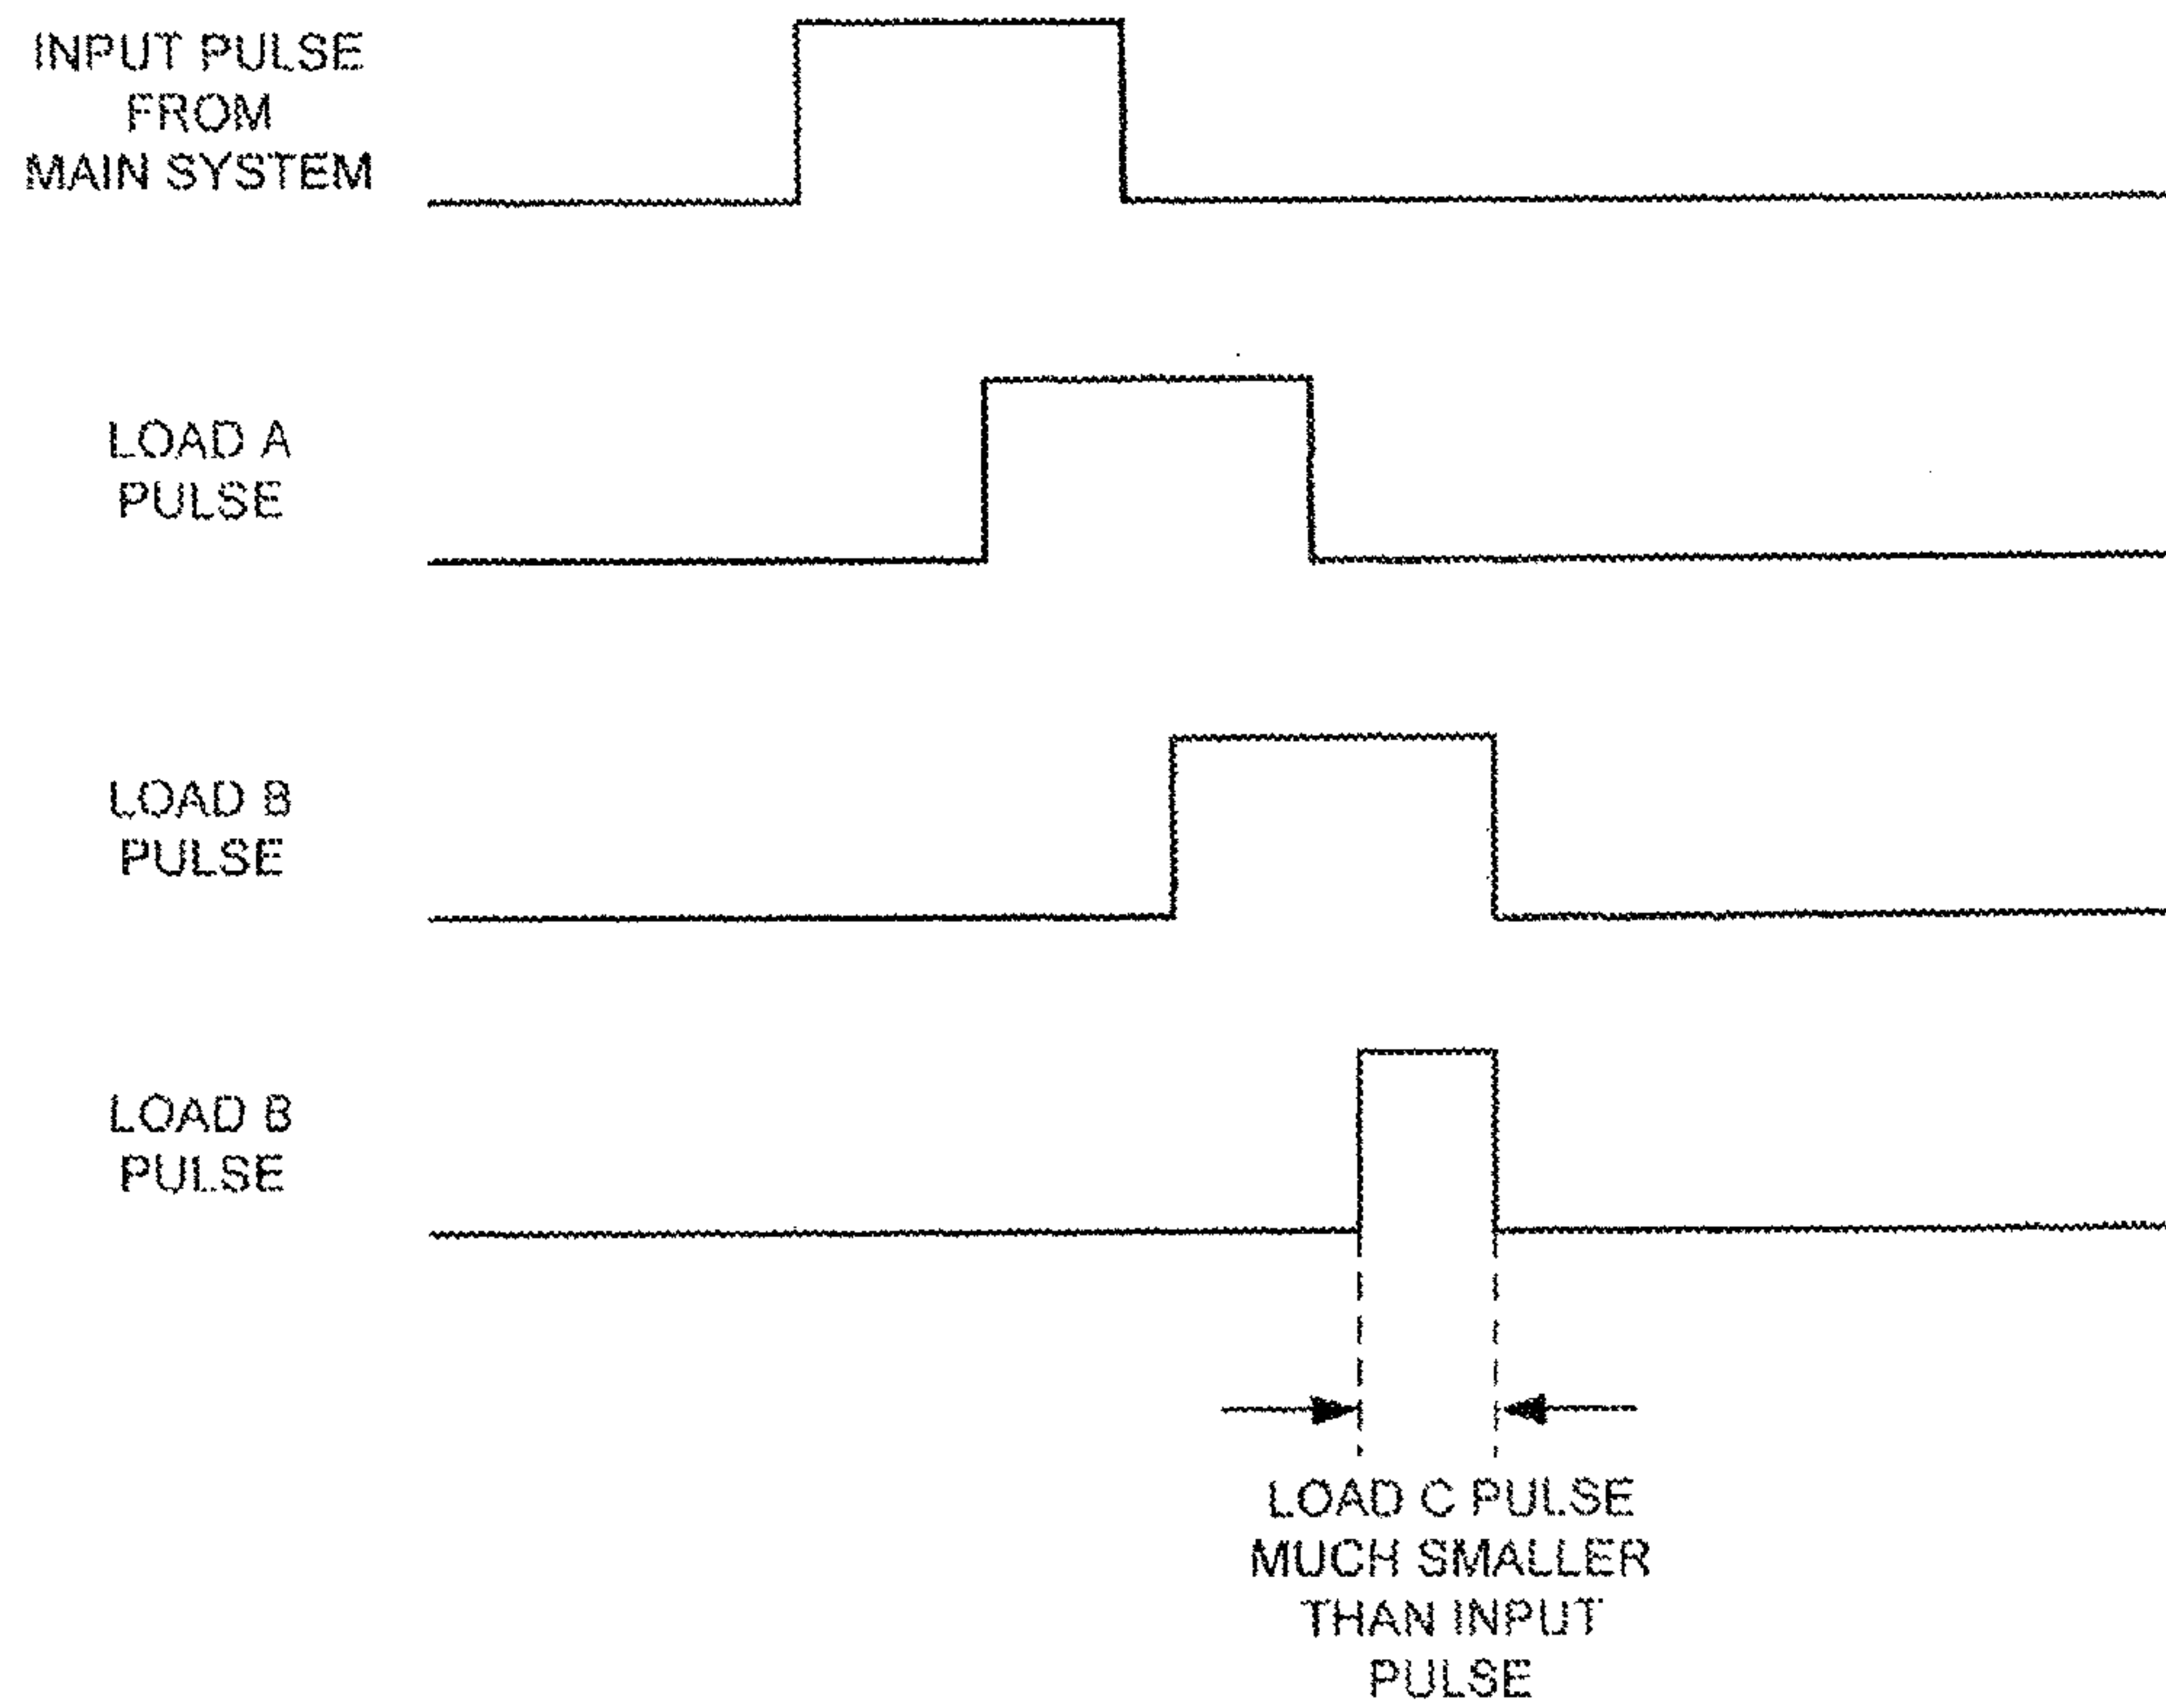 INPUT PULSE
FROM
MAIN SYSTEM
LOAD A
PULSE
LOAD B
PULSE
LOAD B
PULSE
LOAD C PULSE
MUCH SMALLER
THAN INPUT
PULSE